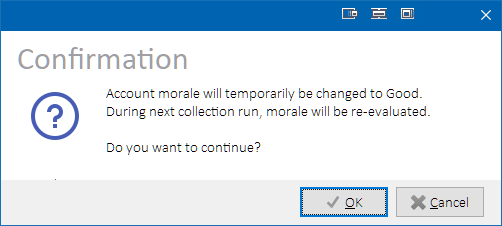 Confirmation
Account morale will temporarily be changed to Good.
During next collection run, morale will be re-evaluated.
Do you want to continue?
OK
Cancel